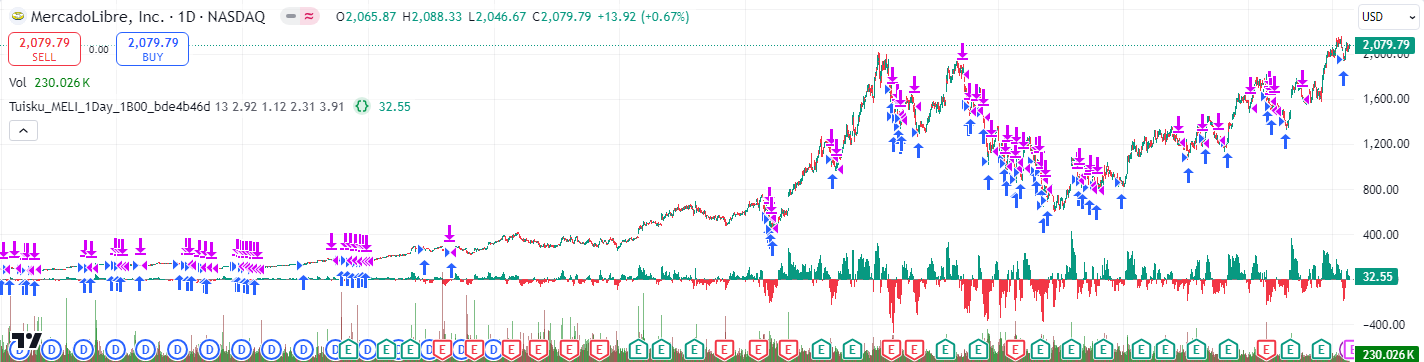 MercadoLibre, Inc. · 1D · NASDAQ O2,065.87 H2,088.33 L2,046.67 C2,079.79 +13.92 (+0.67%)
USD
2,079.79 SELL 0.00 2,079.79 BUY
2,079.79
2,000.00
Vol 230.026 K
Tuisku_MELI_1Day_1B00_bde4b46d 13 2.92 1.12 2.31 3.91 {} 32.55
1,600.00
1,200.00
800.00
400.00
32.55
−400.00
D D D D D D D D D D D E D E E D E D E D E E E E E E E E E E E E E E E E E E E E E E E E E E
230.026 K